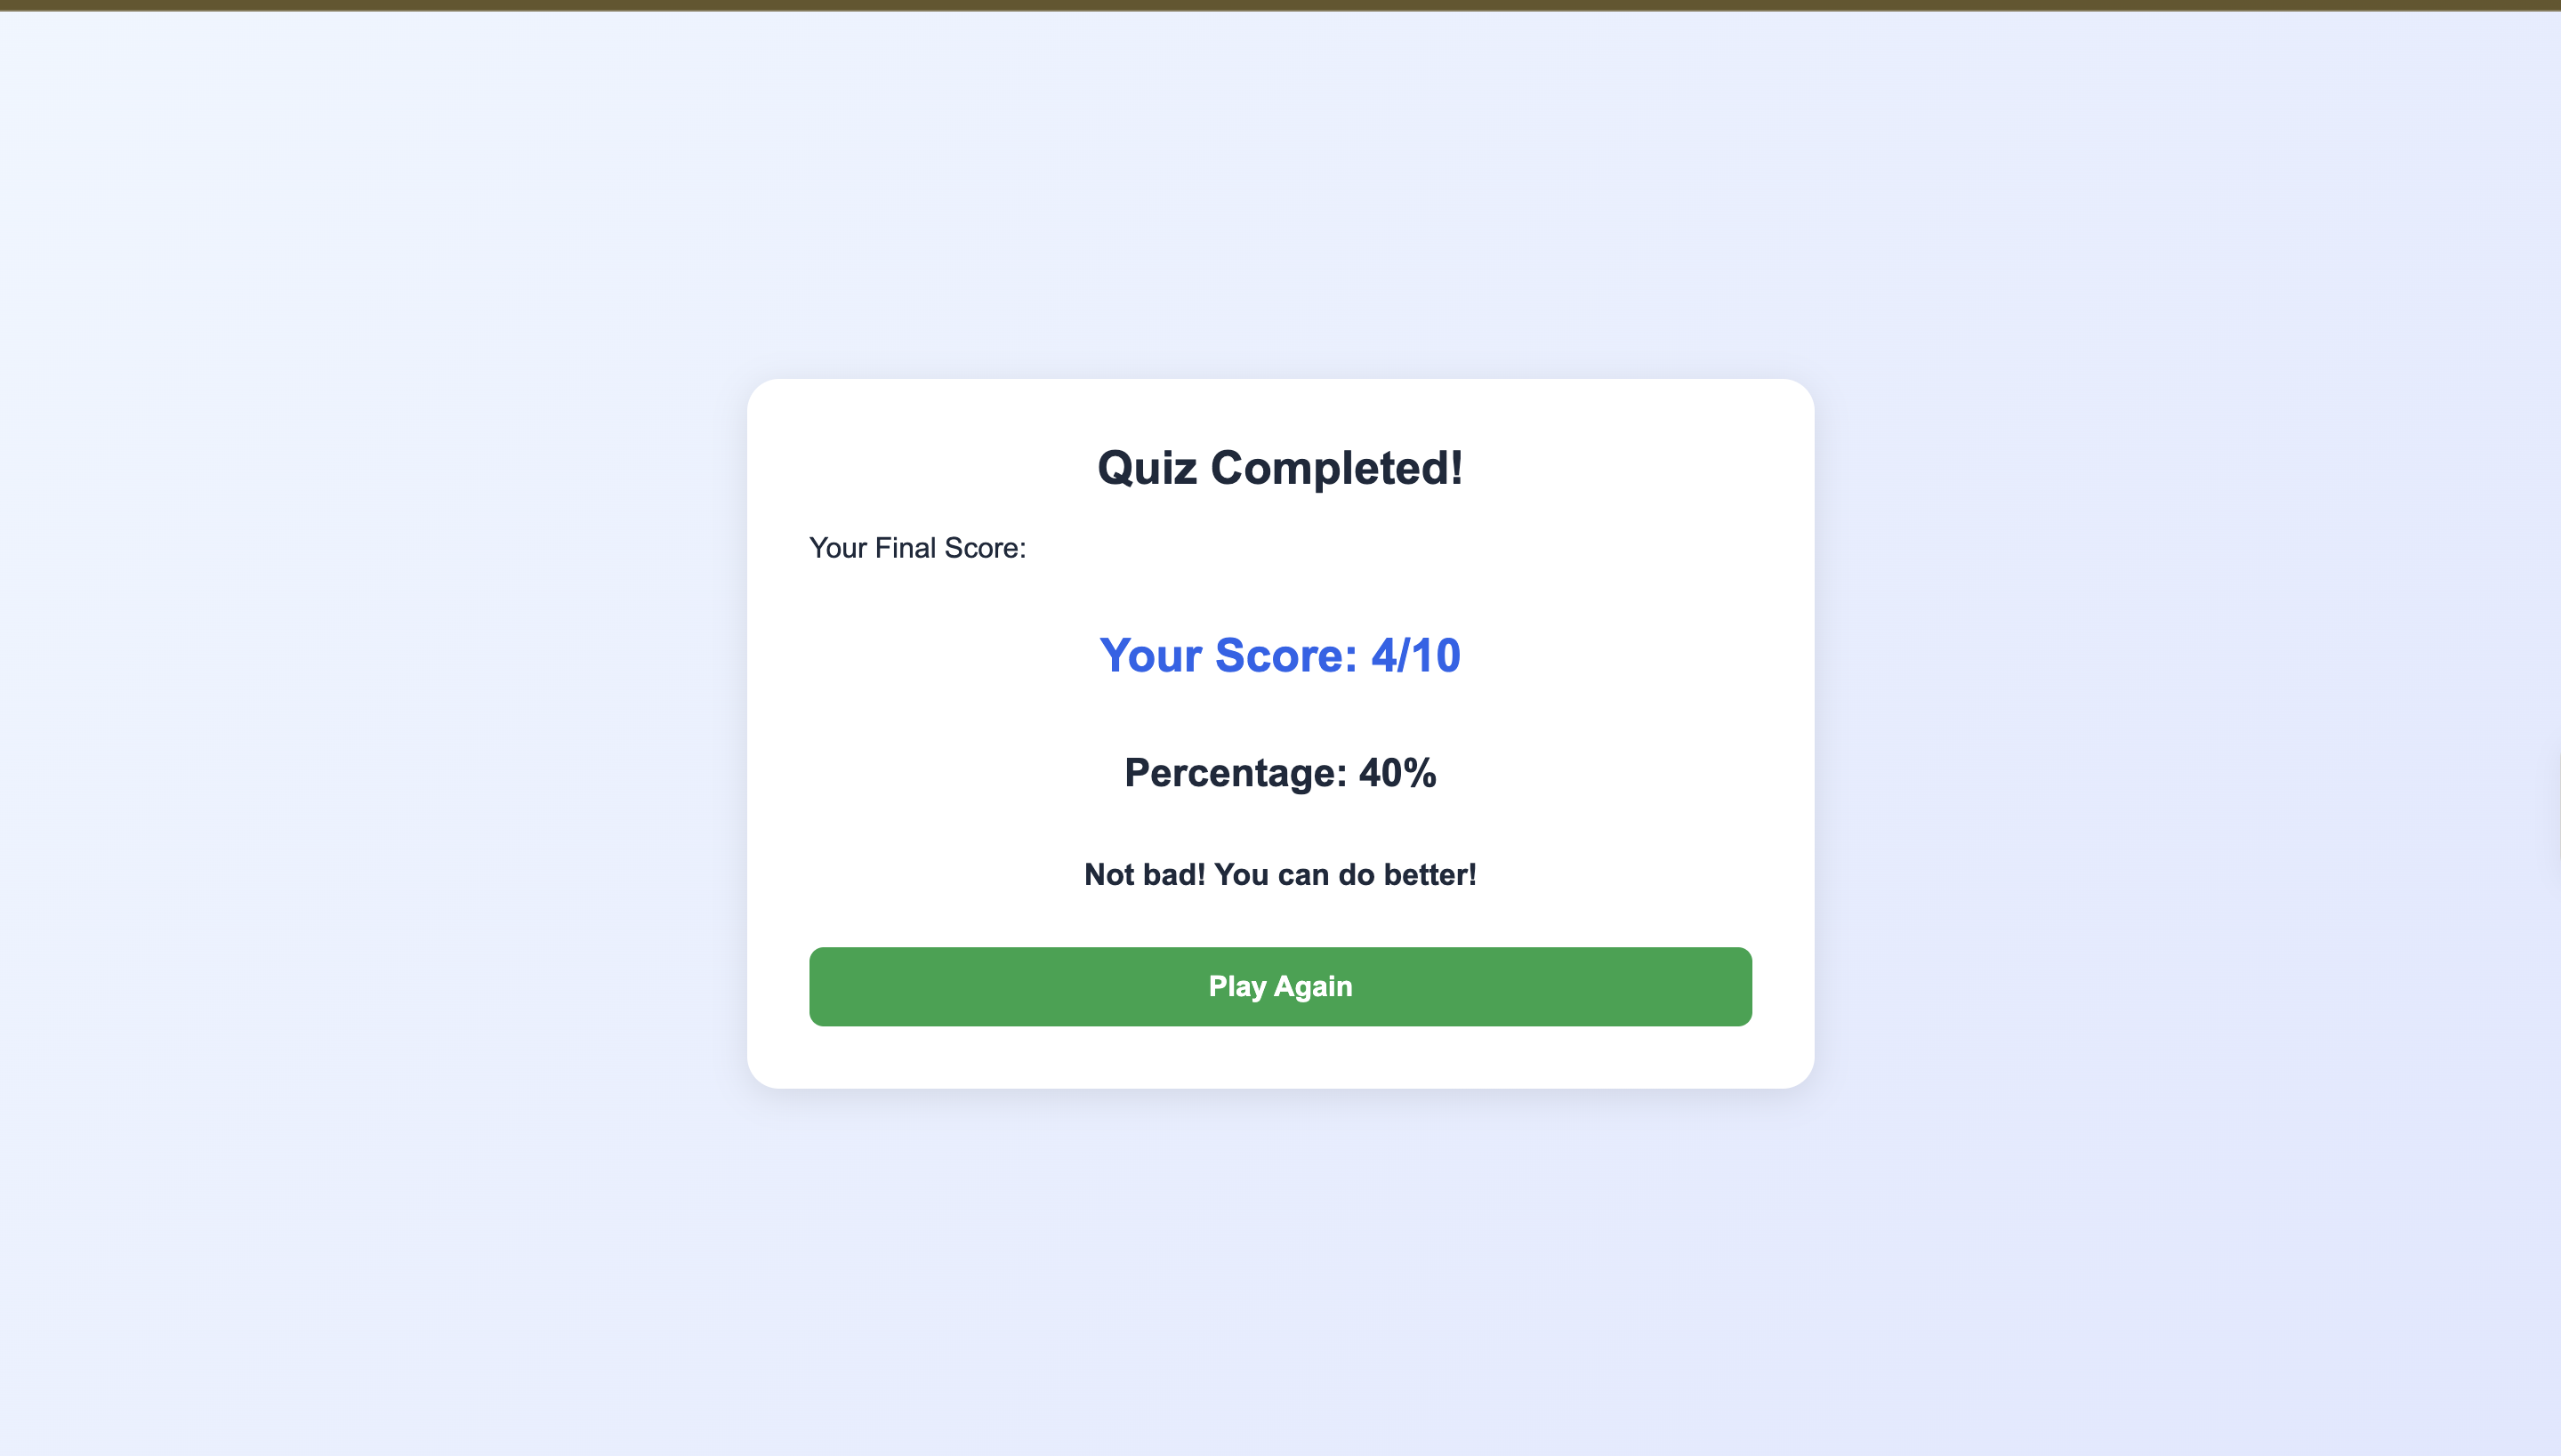 Quiz Completed!
Your Final Score:
Your Score: 4/10
Percentage: 40%
Not bad! You can do better!
Play Again